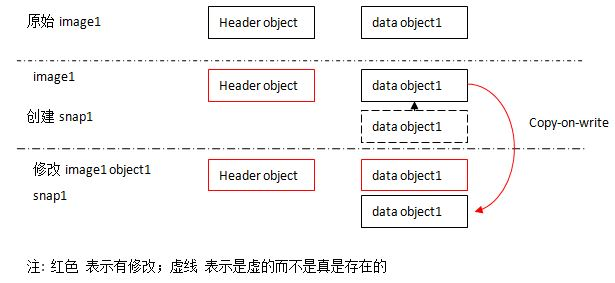 原始 image1 Header object data object1
image1 Header object data object1
创建 snap1 data object1 Copy-on-write
修改 image1 object1 Header object data object1
snap1 data object1
注: 红色 表示有修改；虚线 表示是虚的而不是真是存在的